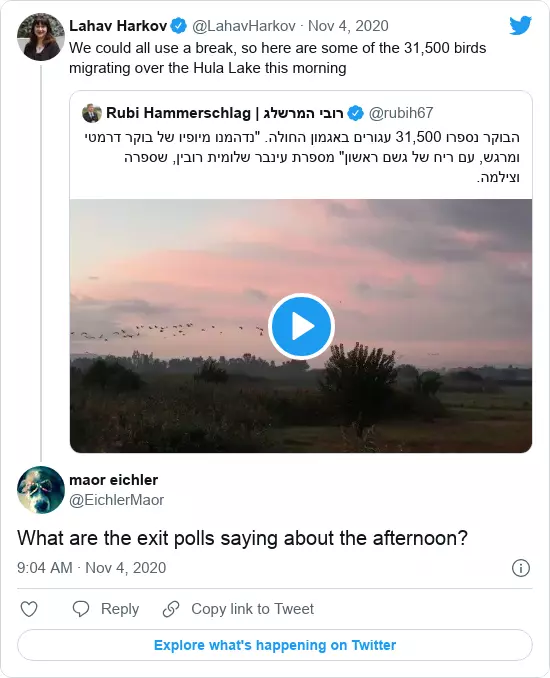 Lahav Harkov @LahavHarkov · Nov 4, 2020
We could all use a break, so here are some of the 31,500 birds
migrating over the Hula Lake this morning
Rubi Hammerschlag | רובי המרשלג @rubih67
הבוקר נספרו 31,500 עגורים באגמון החולה. "נדהמנו מיופיו של בוקר דרמטי
ומרגש, עם ריח של גשם ראשון" מספרת עינבר שלומית רובין, שספרה
וצילמה.
maor eichler
@EichlerMaor
What are the exit polls saying about the afternoon?
9:04 AM · Nov 4, 2020
Reply Copy link to Tweet
Explore what's happening on Twitter